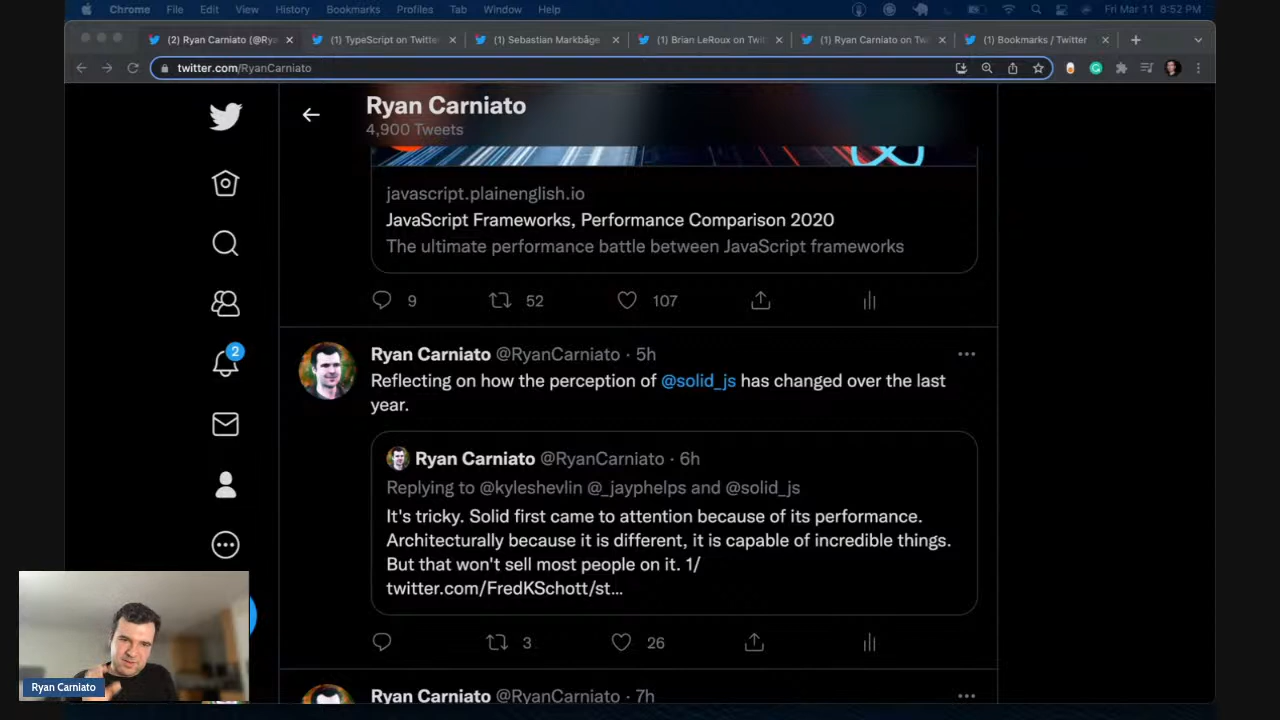 Chrome File Edit View History Bookmarks Profiles Tab Window Help Fri Mar 11 8:52 PM
(2) Ryan Carniato (@Rya (1) TypeScript on Twitte (1) Sebastian Markbåge (1) Brian LeRoux on Twi (1) Ryan Carniato on Tw (1) Bookmarks / Twitter
twitter.com/RyanCarniato
Ryan Carniato
4,900 Tweets
javascript.plainenglish.io
JavaScript Frameworks, Performance Comparison 2020
The ultimate performance battle between JavaScript frameworks
9 52 107
Ryan Carniato @RyanCarniato · 5h
Reflecting on how the perception of @solid_js has changed over the last
year.
2
Ryan Carniato @RyanCarniato · 6h
Replying to @kyleshevlin @_jayphelps and @solid_js
It's tricky. Solid first came to attention because of its performance.
Architecturally because it is different, it is capable of incredible things.
But that won't sell most people on it. 1/
twitter.com/FredKSchott/st...
3 26
Ryan Carniato @RyanCarniato · 7h
Ryan Carniato